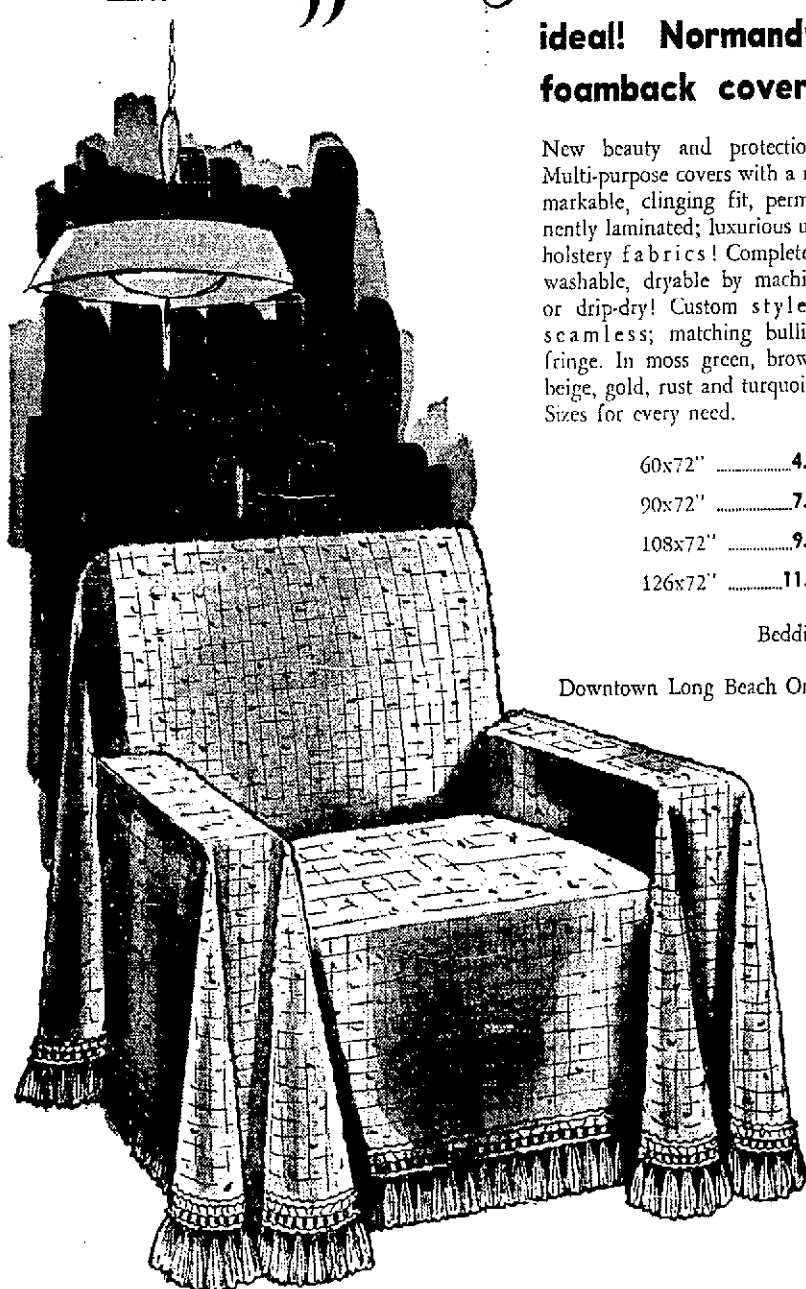 ideal! Normandy
foamback cover
New beauty and protectio
Multi-purpose covers with a r
markable, clinging fit, perm
nently laminated; luxurious u
holstery fabrics! Complete
washable, dryable by machi
or drip-dry! Custom style
seamless; matching bulli
fringe. In moss green, brow
beige, gold, rust and turquoi
Sizes for every need.
60x72" 4.
90x72" 7.
108x72" 9.
126x72" 11.
Beddi
Downtown Long Beach On